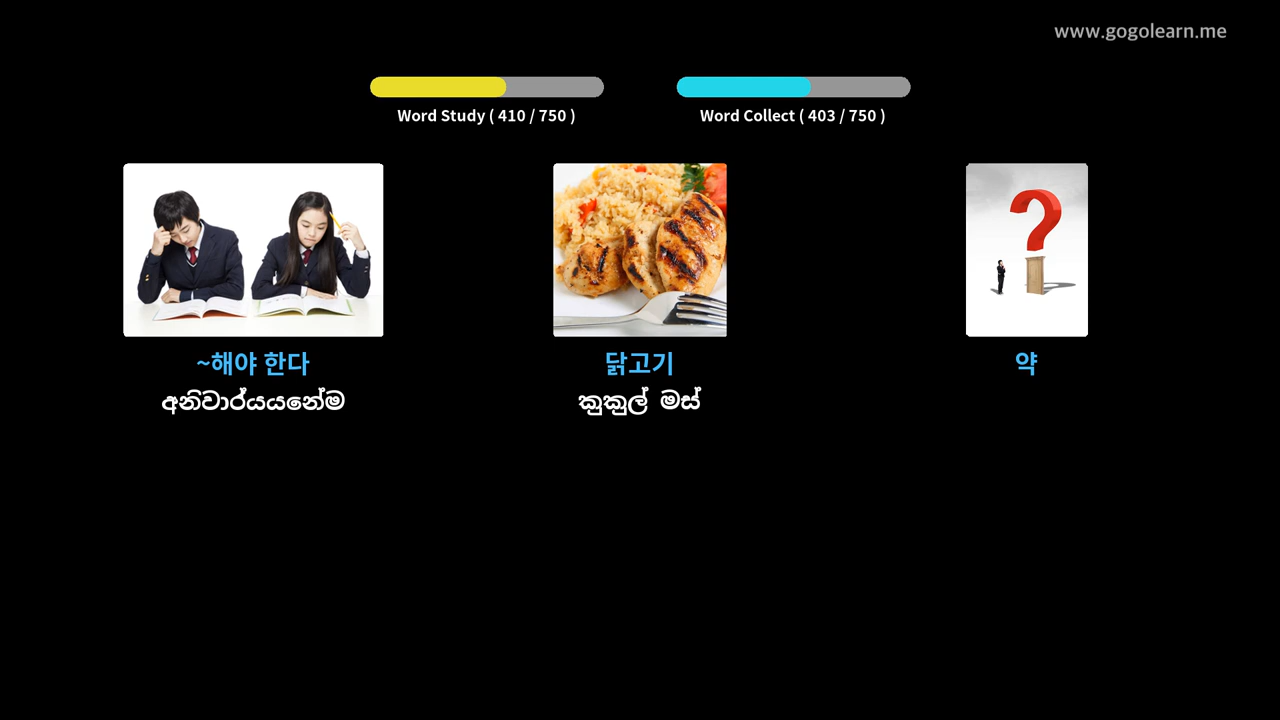 www.gogolearn.me
Word Study ( 410 / 750 )
Word Collect ( 403 / 750 )
~해야 한다
අනිවාර්යයනේම
닭고기
කුකුල් මස්
약